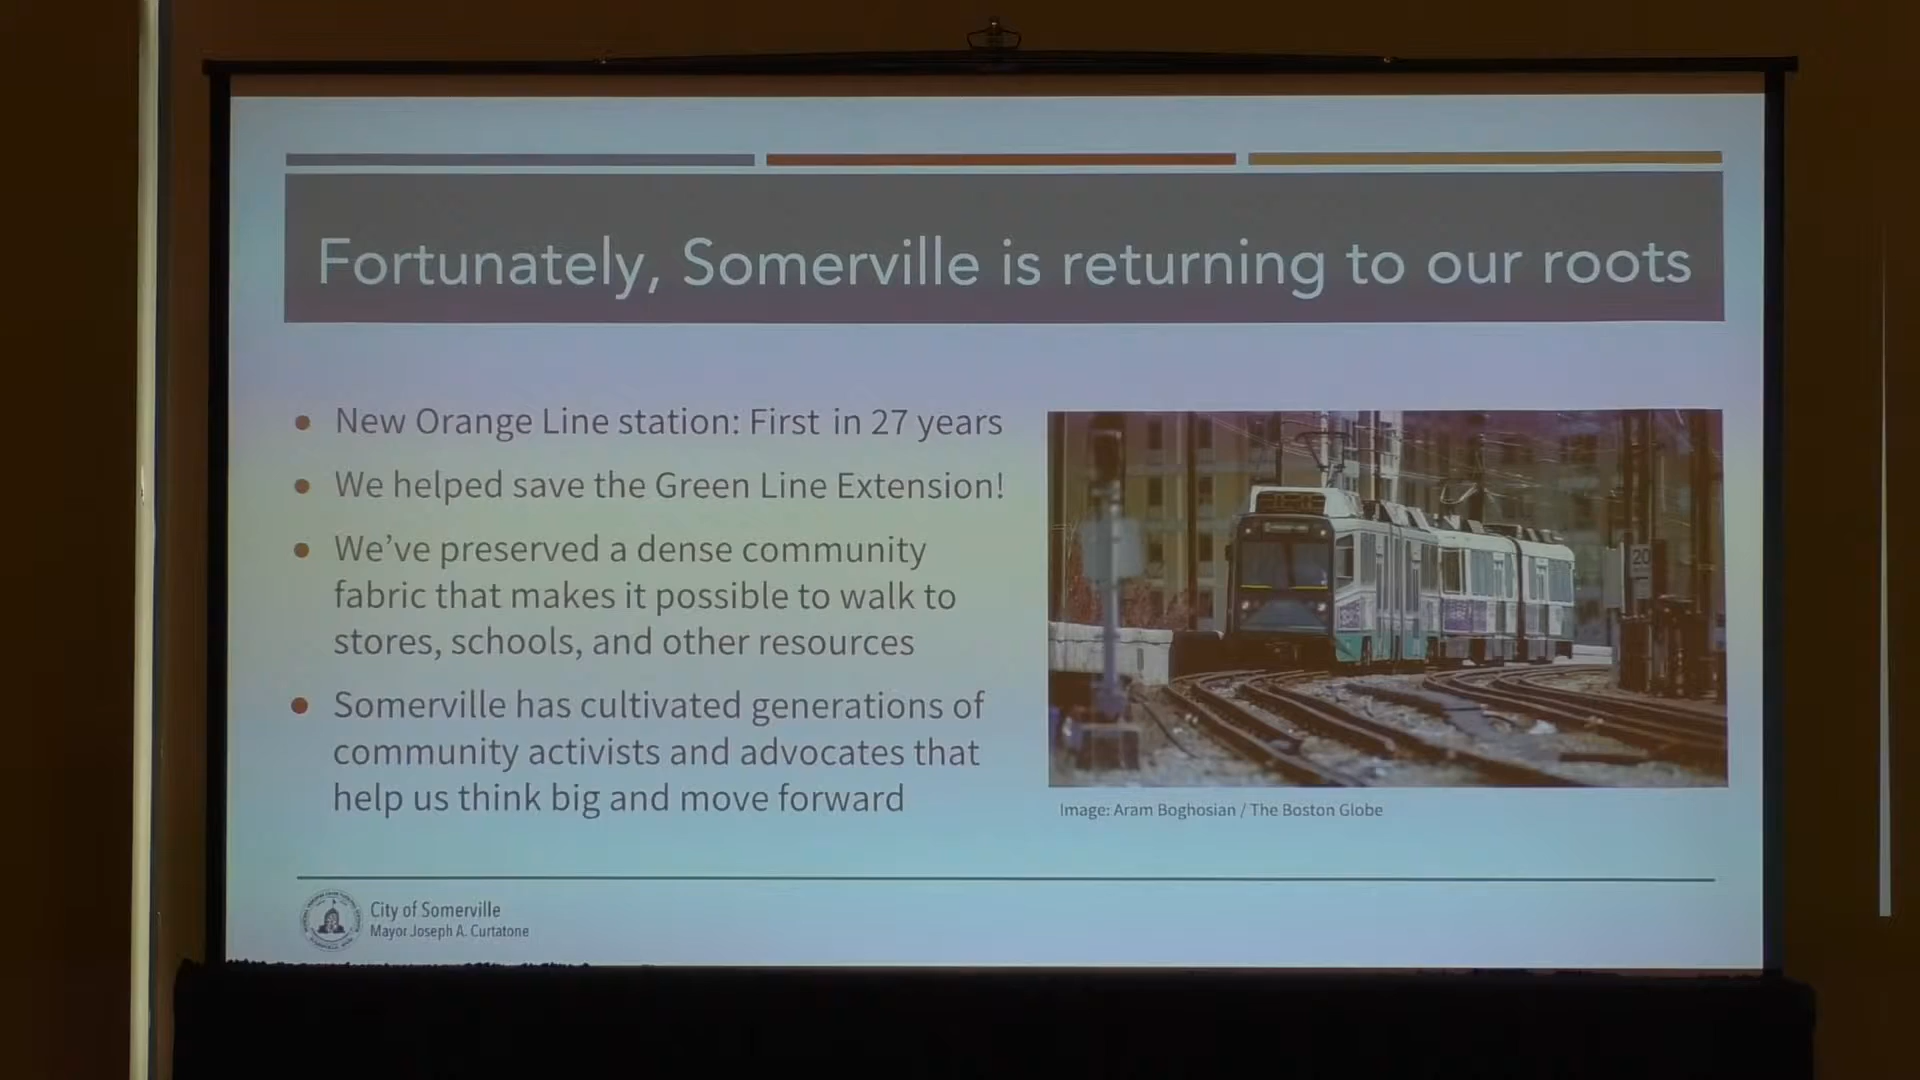 Fortunately, Somerville is returning to our roots
● New Orange Line station: First in 27 years
● We helped save the Green Line Extension!
● We've preserved a dense community
fabric that makes it possible to walk to
stores, schools, and other resources
● Somerville has cultivated generations of
community activists and advocates that
help us think big and move forward
20
Image: Aram Boghosian / The Boston Globe
City of Somerville
Mayor Joseph A. Curtatone